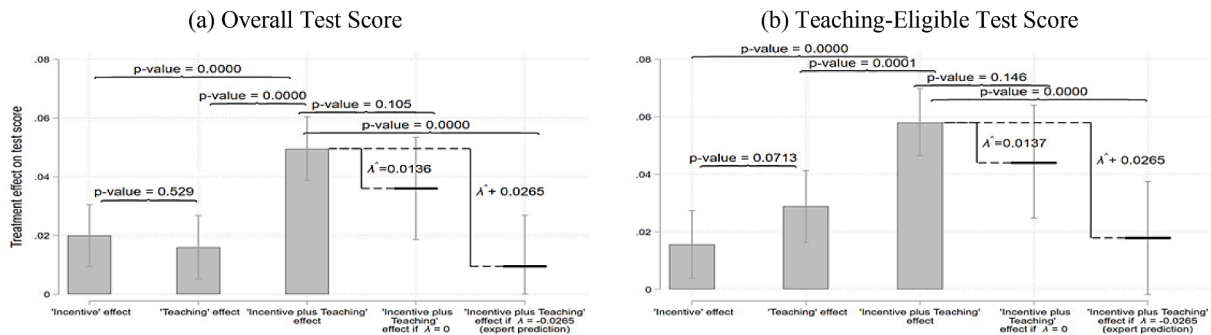 (a) Overall Test Score
Treatment effect on test score
.08
.06
.04
.02
0
p-value = 0.0000
p-value = 0.0000
p-value = 0.105
p-value = 0.0000
p-value = 0.529
λ^=0.0136
λ^+ 0.0265
'Incentive' effect
'Teaching' effect
'Incentive plus Teaching'
effect
'Incentive plus
Teaching'
effect if λ = 0
'Incentive plus Teaching'
effect if λ = -0.0265
(expert prediction)
(b) Teaching-Eligible Test Score
.08
.06
.04
.02
0
p-value = 0.0000
p-value = 0.0001
p-value = 0.146
p-value = 0.0000
p-value = 0.0713
λ^=0.0137
λ^+ 0.0265
'Incentive' effect
'Teaching' effect
'Incentive plus Teaching'
effect
'Incentive plus
Teaching'
effect if λ = 0
'Incentive plus Teaching'
effect if λ = -0.0265
(expert prediction)